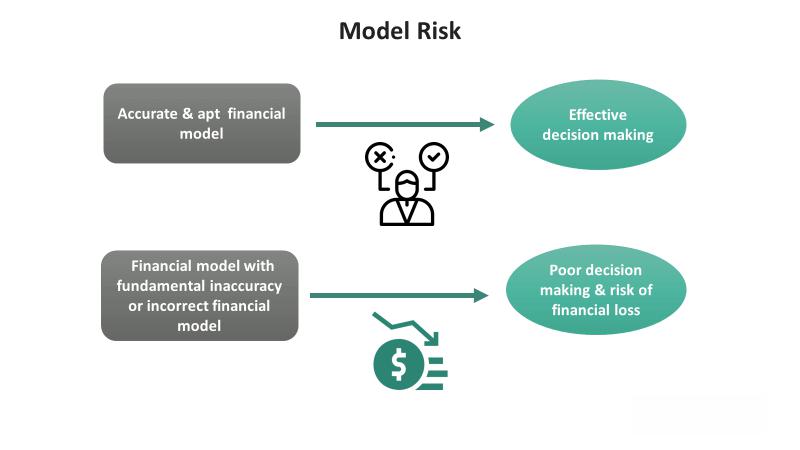 Model Risk
Accurate & apt financial
model
Effective
decision making
Financial model with
fundamental inaccuracy
or incorrect financial
model
Poor decision
making & risk of
financial loss
$